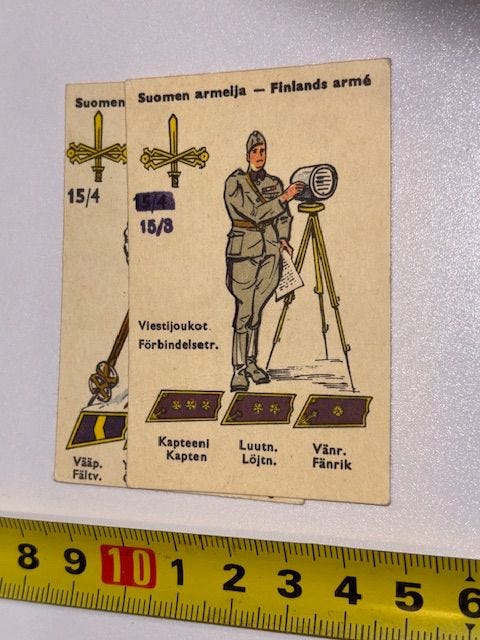 Suomen
15/4
Vääp.
Fältv.
Suomen armeija — Finlands armé
15/4
15/3
Viestijoukot
Förbindelsetr.
Kapteeni
Kapten
Luutn.
Löjtn.
Vänr.
Fänrik
8 9 10 1 2 3 4 5 6